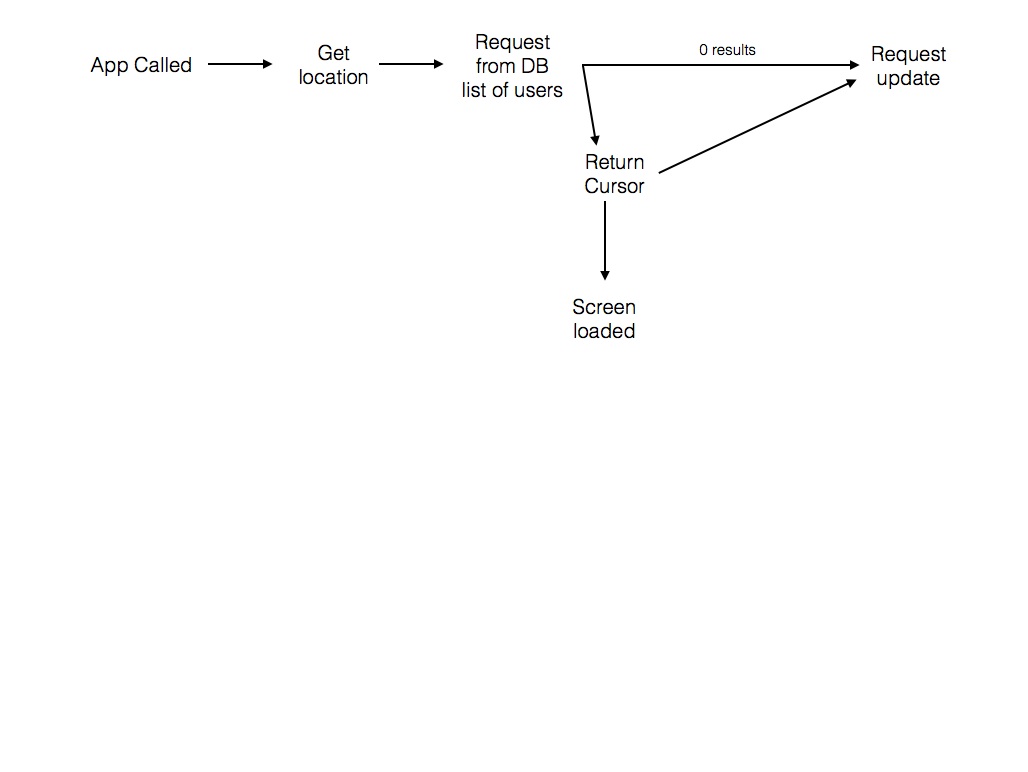 App Called
Get
location
Request
from DB
list of users
0 results
Request
update
Return
Cursor
Screen
loaded